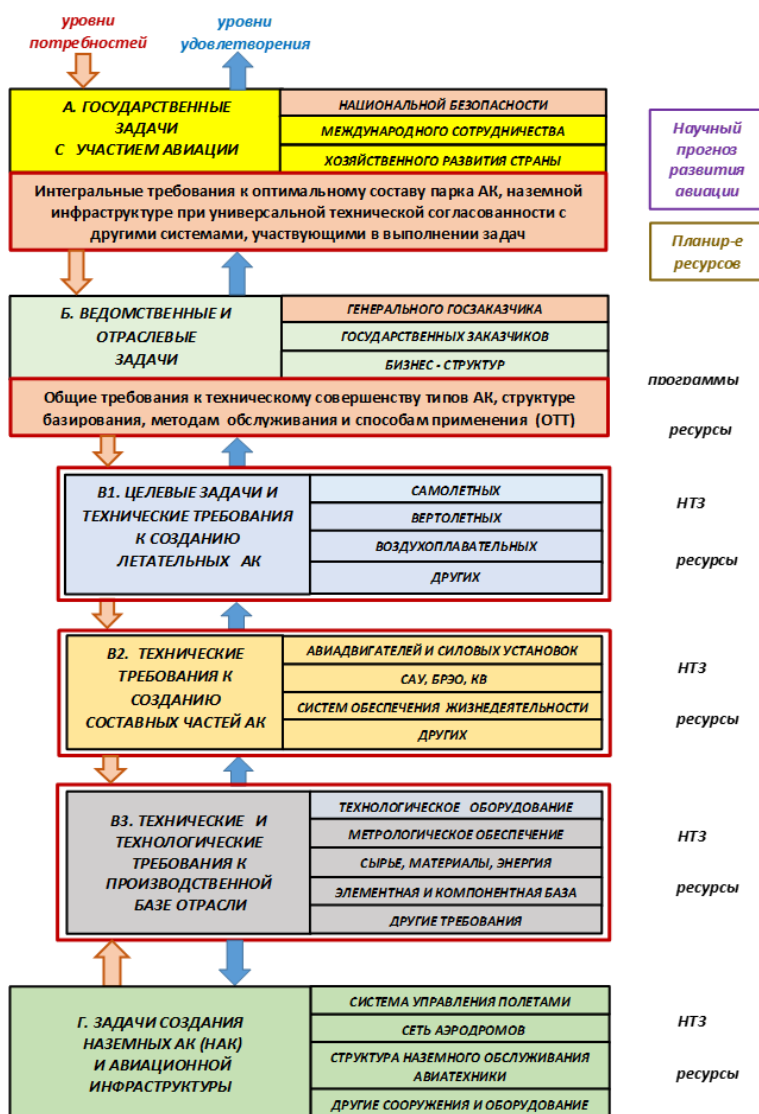 уровни
потребностей
уровни
удовлетворения
А. ГОСУДАРСТВЕННЫЕ
ЗАДАЧИ
С УЧАСТИЕМ АВИАЦИИ
НАЦИОНАЛЬНОЙ БЕЗОПАСНОСТИ
МЕЖДУНАРОДНОГО СОТРУДНИЧЕСТВА
ХОЗЯЙСТВЕННОГО РАЗВИТИЯ СТРАНЫ
Научный
прогноз
развития
авиации
Интегральные требования к оптимальному составу парка АК, наземной
инфраструктуре при универсальной технической согласованности с
другими системами, участвующими в выполнении задач
Планир-е
ресурсов
Б. ВЕДОМСТВЕННЫЕ И
ОТРАСЛЕВЫЕ
ЗАДАЧИ
ГЕНЕРАЛЬНОГО ГОСЗАКАЗЧИКА
ГОСУДАРСТВЕННЫХ ЗАКАЗЧИКОВ
БИЗНЕС - СТРУКТУР
программы
Общие требования к техническому совершенству типов АК, структуре
базирования, методам обслуживания и способам применения (ОТТ)
ресурсы
В1. ЦЕЛЕВЫЕ ЗАДАЧИ И
ТЕХНИЧЕСКИЕ ТРЕБОВАНИЯ
К СОЗДАНИЮ
ЛЕТАТЕЛЬНЫХ АК
САМОЛЕТНЫХ
ВЕРТОЛЕТНЫХ
ВОЗДУХОПЛАВАТЕЛЬНЫХ
ДРУГИХ
НТЗ
ресурсы
В2. ТЕХНИЧЕСКИЕ
ТРЕБОВАНИЯ К
СОЗДАНИЮ
СОСТАВНЫХ ЧАСТЕЙ АК
АВИАДВИГАТЕЛЕЙ И СИЛОВЫХ УСТАНОВОК
САУ, БРЭО, КВ
СИСТЕМ ОБЕСПЕЧЕНИЯ ЖИЗНЕДЕЯТЕЛЬНОСТИ
ДРУГИХ
НТЗ
ресурсы
В3. ТЕХНИЧЕСКИЕ И
ТЕХНОЛОГИЧЕСКИЕ
ТРЕБОВАНИЯ К
ПРОИЗВОДСТВЕННОЙ
БАЗЕ ОТРАСЛИ
ТЕХНОЛОГИЧЕСКОЕ ОБОРУДОВАНИЕ
МЕТРОЛОГИЧЕСКОЕ ОБЕСПЕЧЕНИЕ
СЫРЬЕ, МАТЕРИАЛЫ, ЭНЕРГИЯ
ЭЛЕМЕНТНАЯ И КОМПОНЕНТНАЯ БАЗА
ДРУГИЕ ТРЕБОВАНИЯ
НТЗ
ресурсы
Г. ЗАДАЧИ СОЗДАНИЯ
НАЗЕМНЫХ АК (НАК)
И АВИАЦИОННОЙ
ИНФРАСТРУКТУРЫ
СИСТЕМА УПРАВЛЕНИЯ ПОЛЕТАМИ
СЕТЬ АЭРОДРОМОВ
СТРУКТУРА НАЗЕМНОГО ОБСЛУЖИВАНИЯ
АВИАТЕХНИКИ
ДРУГИЕ СООРУЖЕНИЯ И ОБОРУДОВАНИЕ
НТЗ
ресурсы